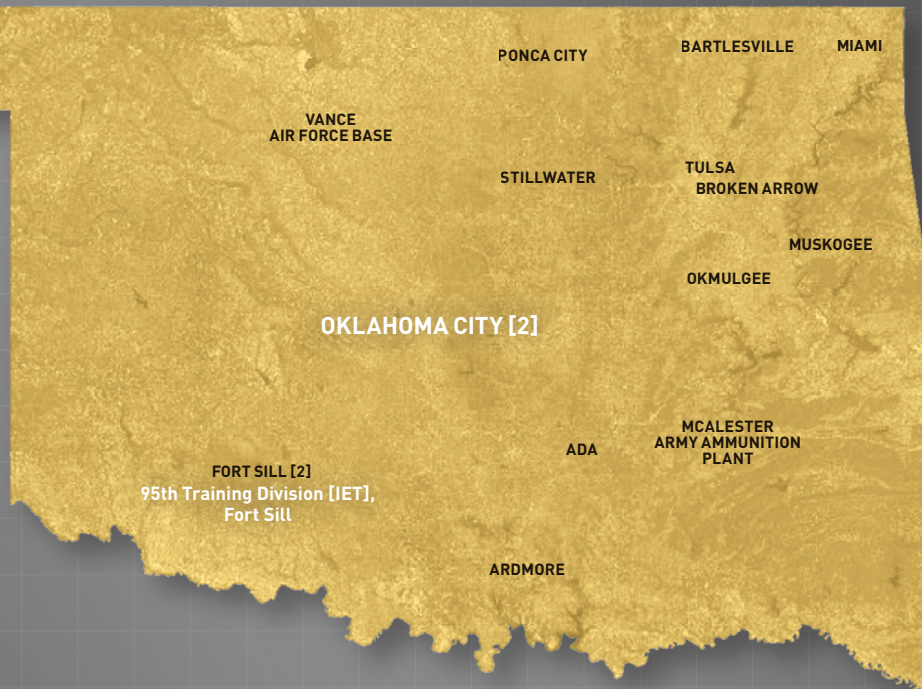 PONCA CITY
BARTLESVILLE
MIAMI
VANCE
AIR FORCE BASE
STILLWATER
TULSA
BROKEN ARROW
MUSKOGEE
OKMULGEE
OKLAHOMA CITY [2]
MCALESTER
ARMY AMMUNITION
PLANT
ADA
FORT SILL [2]
95th Training Division [IET],
Fort Sill
ARDMORE